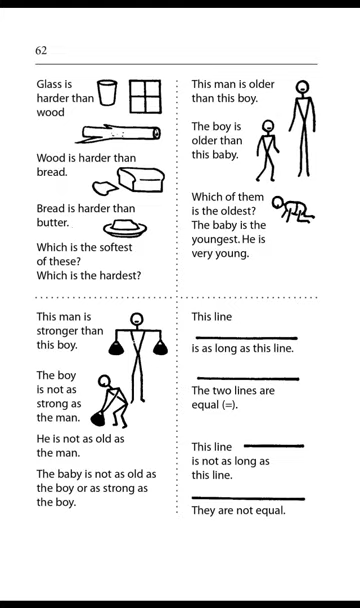 62
Glass is
harder than
wood
Wood is harder than
bread.
Bread is harder than
butter.
Which is the softest
of these?
Which is the hardest?
This man is older
than this boy.
The boy is
older than
this baby.
Which of them
is the oldest?
The baby is the
youngest. He is
very young.
This man is
stronger than
this boy.
The boy
is not as
strong as
the man.
He is not as old as
the man.
The baby is not as old as
the boy or as strong as
the boy.
This line
is as long as this line.
The two lines are
equal (=).
This line
is not as long as
this line.
They are not equal.